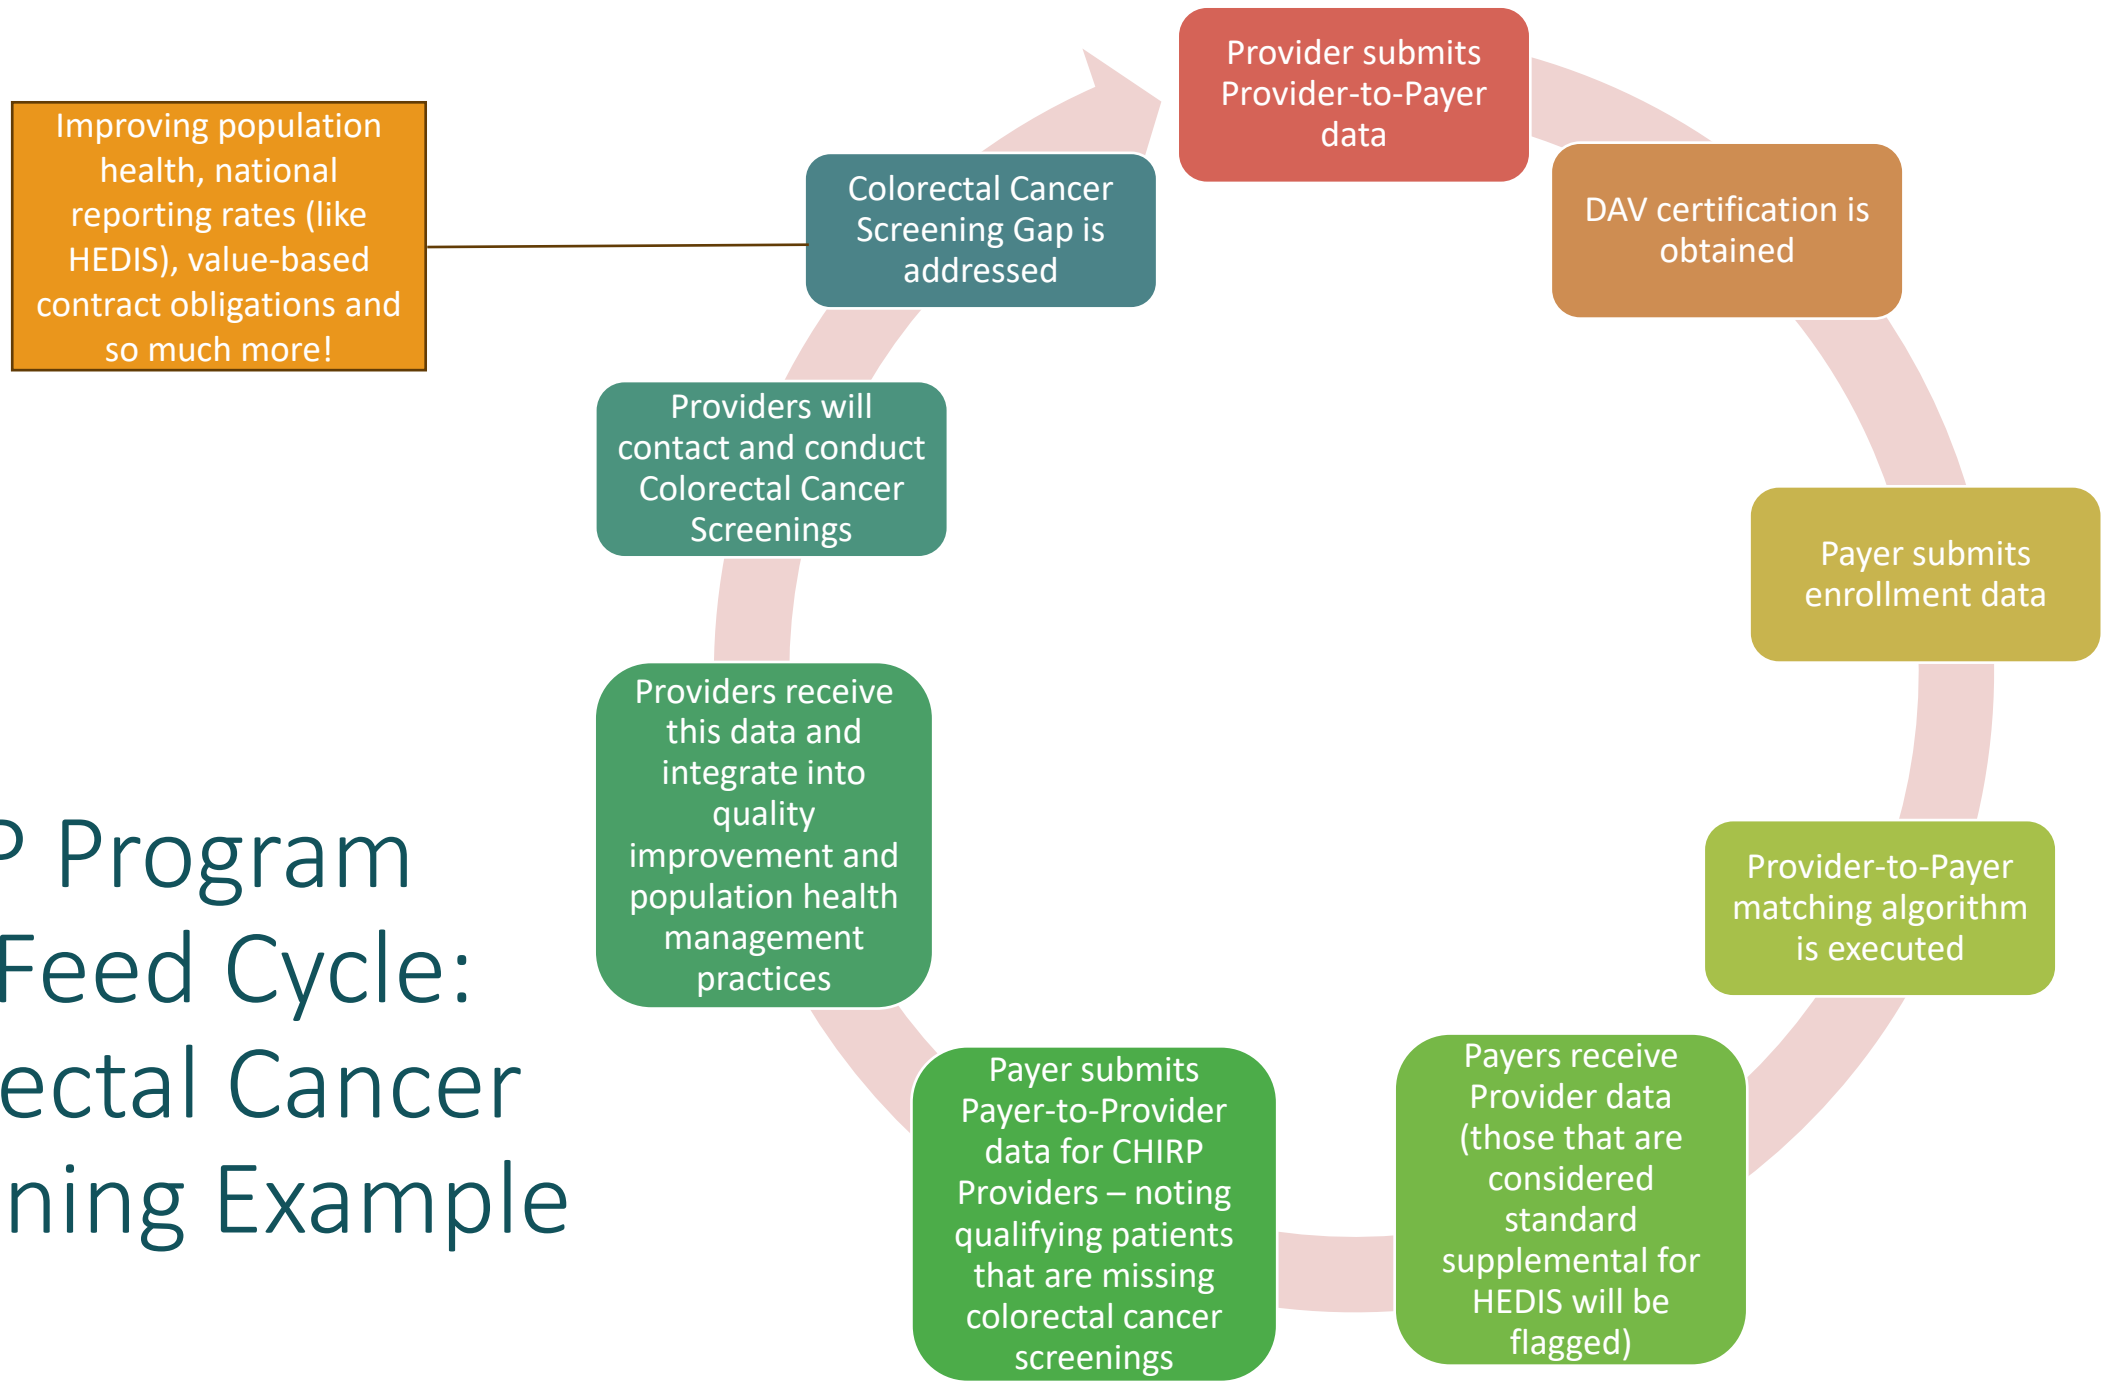 Provider submits
Provider-to-Payer
data
DAV certification is
obtained
Payer submits
enrollment data
Provider-to-Payer
matching algorithm
is executed
Payers receive
Provider data
(those that are
considered
standard
supplemental for
HEDIS will be
flagged)
Payer submits
Payer-to-Provider
data for CHIRP
Providers – noting
qualifying patients
that are missing
colorectal cancer
screenings
Providers receive
this data and
integrate into
quality
improvement and
population health
management
practices
Providers will
contact and conduct
Colorectal Cancer
Screenings
Colorectal Cancer
Screening Gap is
addressed
Improving population
health, national
reporting rates (like
HEDIS), value-based
contract obligations and
so much more!
P Program
Feed Cycle:
ectal Cancer
ning Example